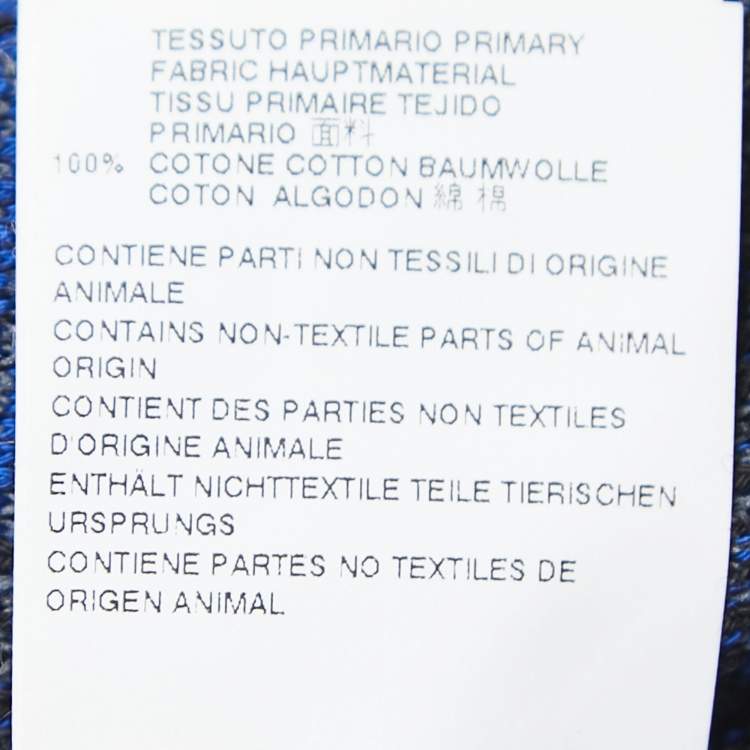 TESSUTO PRIMARIO PRIMARY
FABRIC HAUPTMATERIAL
TISSU PRIMAIRE TEJIDO
PRIMARIO 面料
100% COTONE COTTON BAUMWOLLE
COTON ALGODON 綿 棉
CONTIENE PARTI NON TESSILI DI ORIGINE
ANIMALE
CONTAINS NON-TEXTILE PARTS OF ANIMAL
ORIGIN
CONTIENT DES PARTIES NON TEXTILES
D'ORIGINE ANIMALE
ENTHÄLT NICHTTEXTILE TEILE TIERISCHEN
URSPRUNGS
CONTIENE PARTES NO TEXTILES DE
ORIGEN ANIMAL